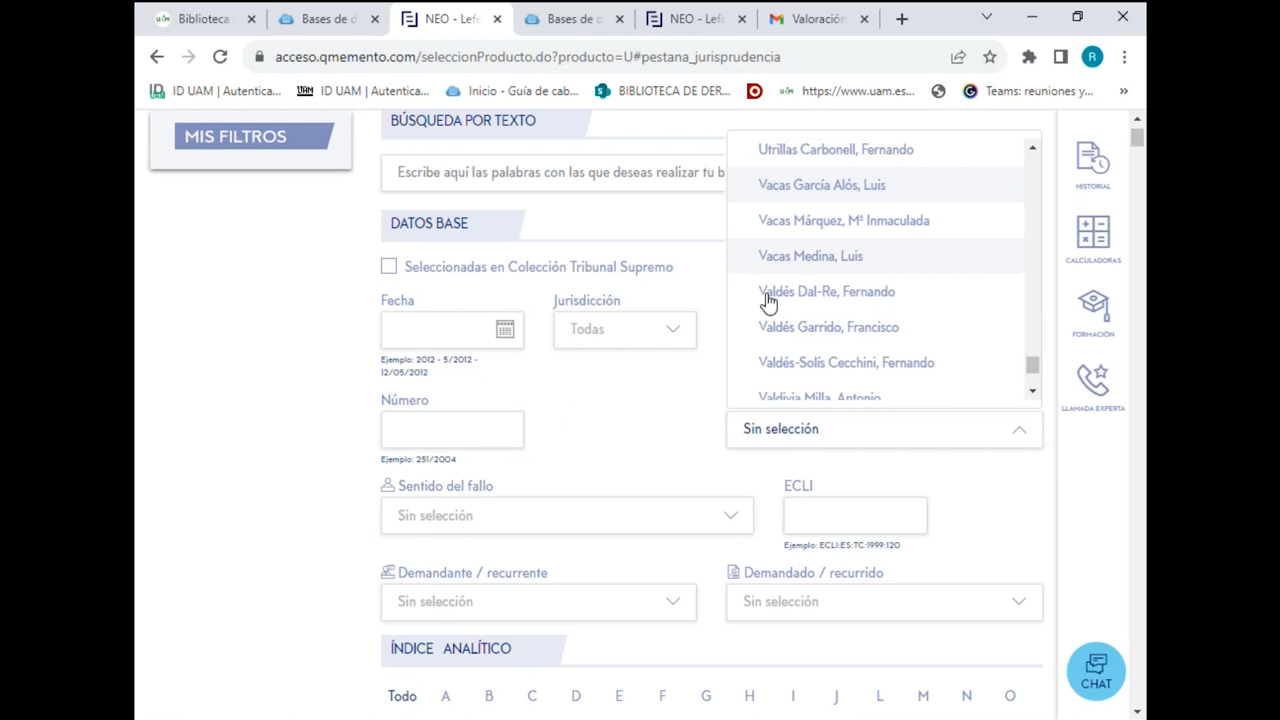 Biblioteca
Bases de d
NEO - Lefe
Bases de d
NEO - Lefe
Valoración
acceso.qmemento.com/seleccionProducto.do?producto=U#pestana_jurisprudencia
R
ID UAM | Autentica...
ID UAM | Autentica...
Inicio - Guía de cab...
BIBLIOTECA DE DER...
https://www.uam.es...
Teams: reuniones y...
»
MIS FILTROS
BÚSQUEDA POR TEXTO
Escribe aquí las palabras con las que deseas realizar tu b
DATOS BASE
Seleccionadas en Colección Tribunal Supremo
Fecha
Jurisdicción
Todas
Ejemplo: 2012 - 5/2012 -
12/05/2012
Número
Ejemplo: 251/2004
Utrillas Carbonell, Fernando
Vacas García Alós, Luis
Vacas Márquez, Mª Inmaculada
Vacas Medina, Luis
Valdés Dal-Re, Fernando
Valdés Garrido, Francisco
Valdés-Solís Cecchini, Fernando
Valdivia Milla, Antonio
Sin selección
Sentido del fallo
Sin selección
ECLI
Ejemplo: ECLI:ES:TC:1999:120
Demandante / recurrente
Sin selección
Demandado / recurrido
Sin selección
ÍNDICE ANALÍTICO
Todo A B C D E F G H I J L M N O
HISTORIAL
CALCULADORAS
FORMACIÓN
LLAMADA EXPERTA
CHAT